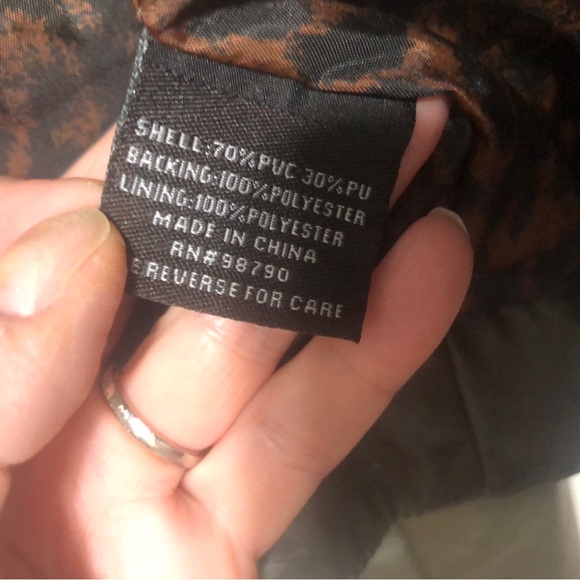 SHELL:70%PVC 30%PU
BACKING:100%POLYESTER
LINING:100%POLYESTER
MADE IN CHINA
RN#98790
REVERSE FOR CARE